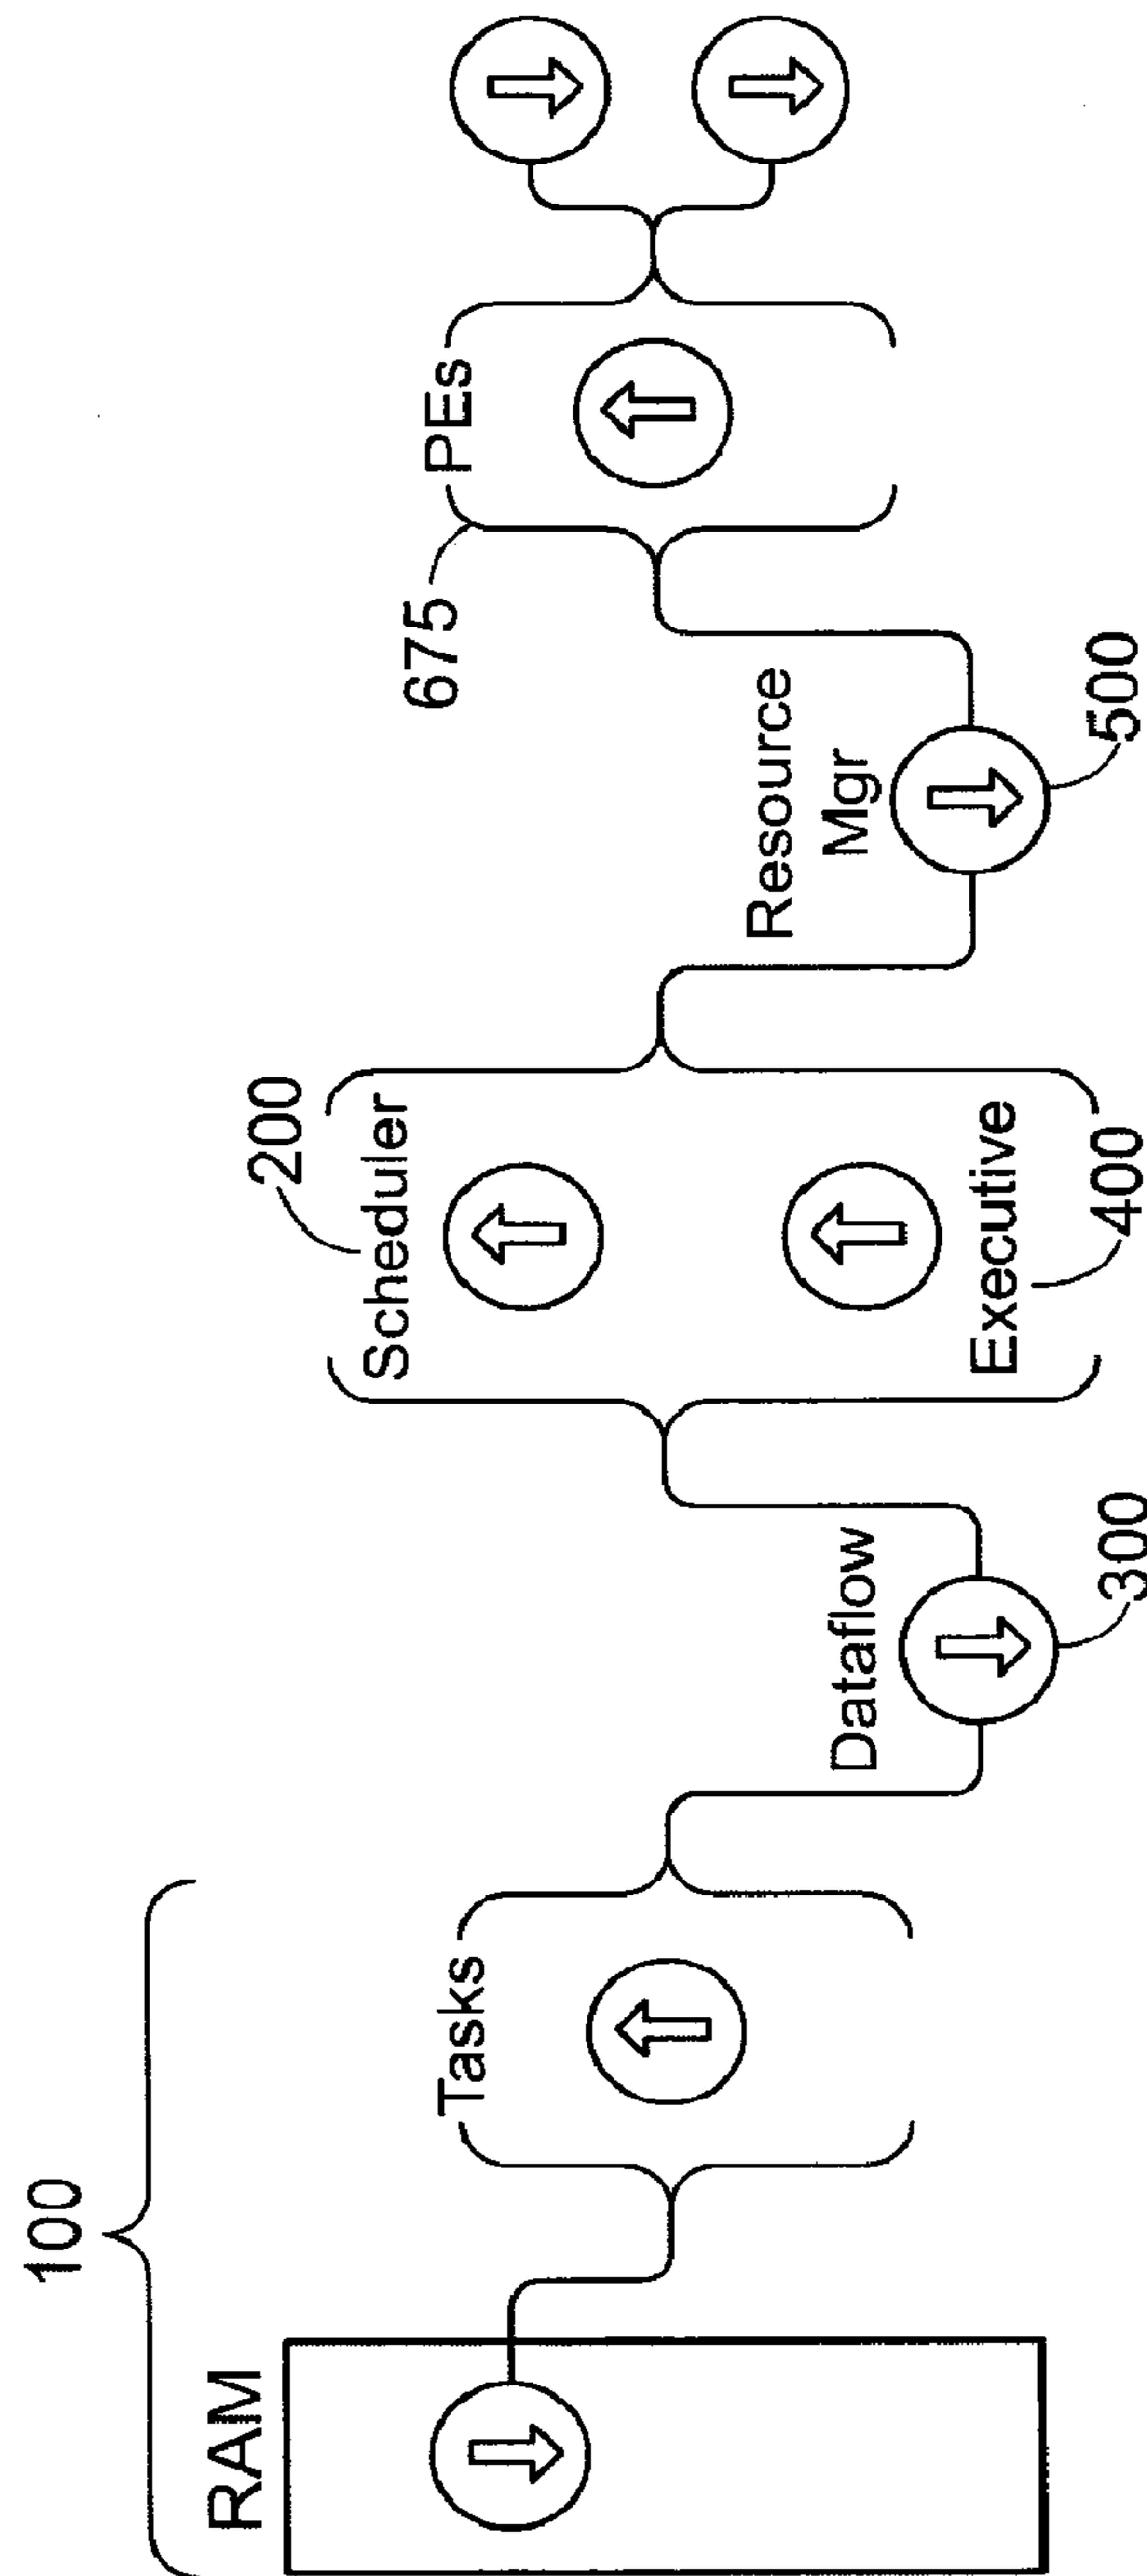 100
RAM
200
Scheduler
675
Tasks
PEs
Dataflow
Resource
Mgr
Executive
300
400
500